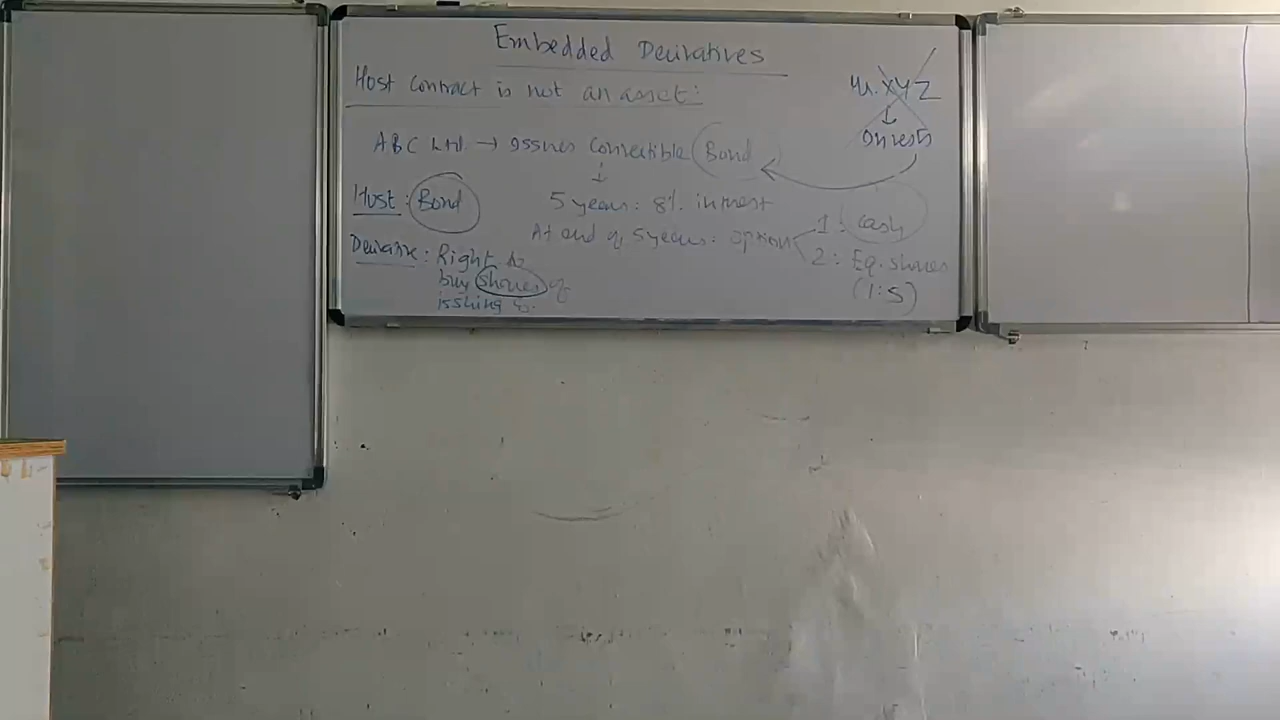 Embedded Derivatives
Host contract is not an asset:
Mr. XYZ
↓
Invests
ABC Ltd. → Issues Convertible Bond
↓
Host: Bond
5 years: 8% interest
At end of 5 years: option
1: Cash
2: Eq. shares
(1:5)
Derivative: Right to
buy shares of
issuing co.